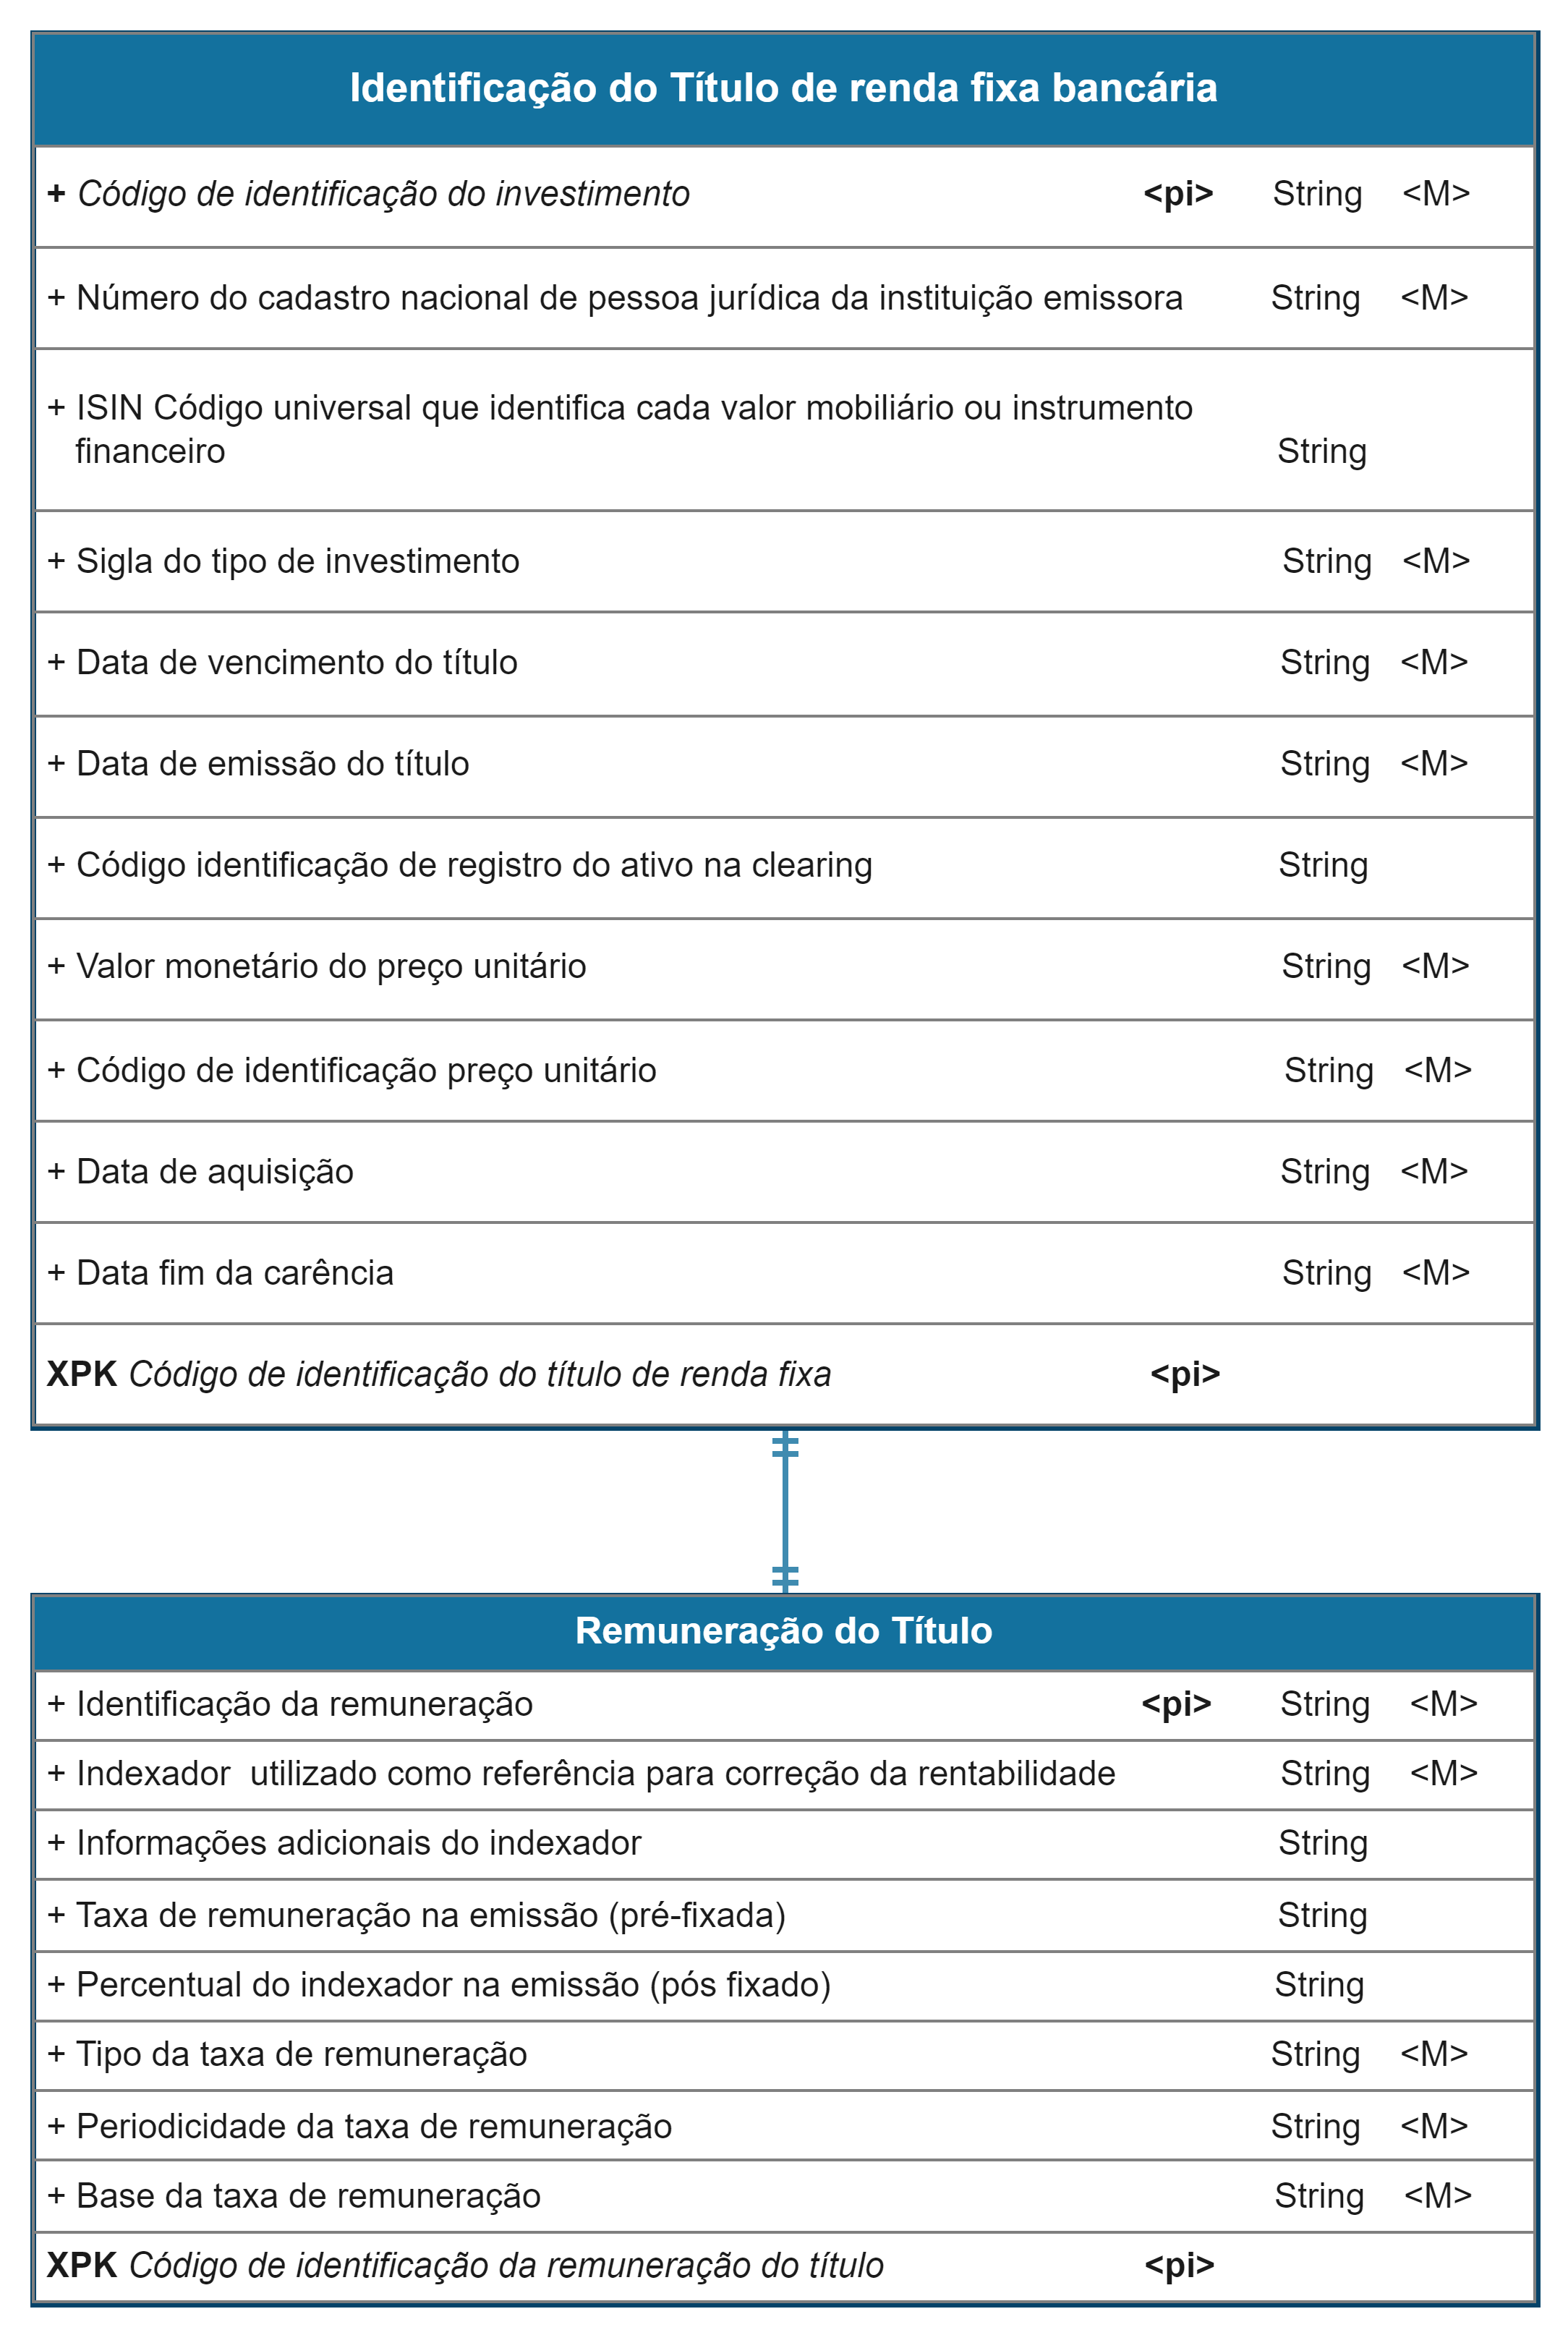 Identificação do Título de renda fixa bancária
+ Código de identificação do investimento <pi> String <M>
+ Número do cadastro nacional de pessoa jurídica da instituição emissora String <M>
+ ISIN Código universal que identifica cada valor mobiliário ou instrumento
financeiro String
+ Sigla do tipo de investimento String <M>
+ Data de vencimento do título String <M>
+ Data de emissão do título String <M>
+ Código identificação de registro do ativo na clearing String
+ Valor monetário do preço unitário String <M>
+ Código de identificação preço unitário String <M>
+ Data de aquisição String <M>
+ Data fim da carência String <M>
XPK Código de identificação do título de renda fixa <pi>
Remuneração do Título
+ Identificação da remuneração <pi> String <M>
+ Indexador  utilizado como referência para correção da rentabilidade String <M>
+ Informações adicionais do indexador String
+ Taxa de remuneração na emissão (pré-fixada) String
+ Percentual do indexador na emissão (pós fixado) String
+ Tipo da taxa de remuneração String <M>
+ Periodicidade da taxa de remuneração String <M>
+ Base da taxa de remuneração String <M>
XPK Código de identificação da remuneração do título <pi>